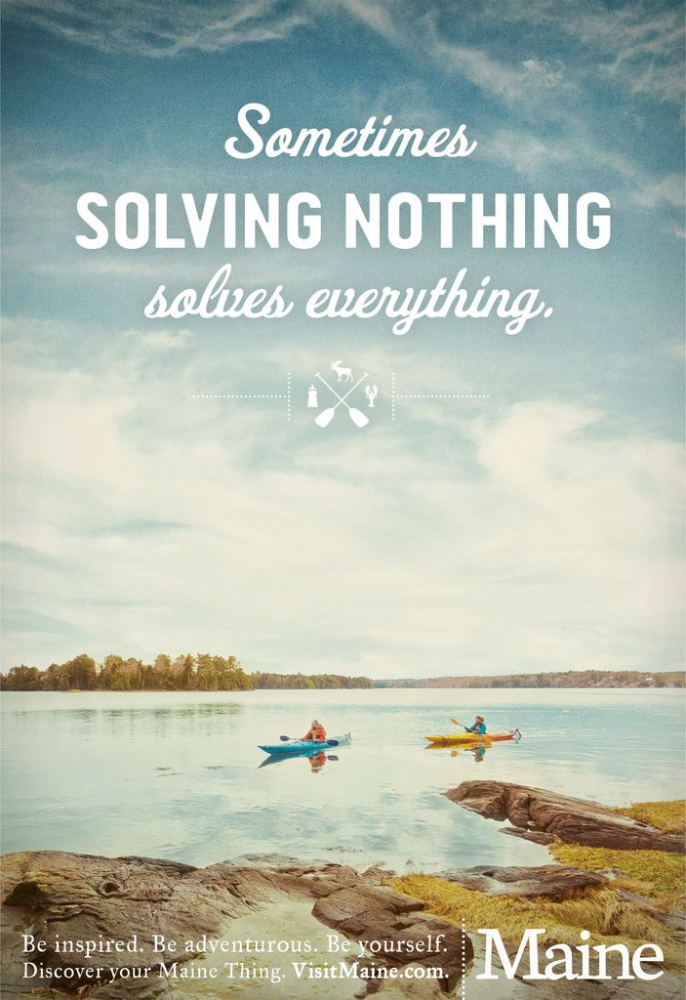 Sometimes
SOLVING NOTHING
solves everything.
Be inspired. Be adventurous. Be yourself.
Discover your Maine Thing. VisitMaine.com.
Maine